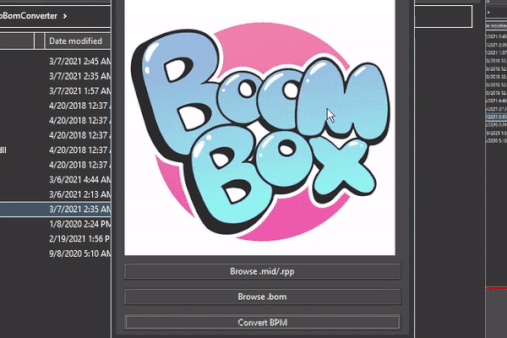 oBomConverter >
Date modified
3/7/2021 2:45 AM
3/7/2021 2:35 AM
3/7/2021 1:57 AM
4/20/2018 12:37
4/20/2018 12:37
4/20/2018 12:37
dll
4/20/2018 12:37
3/6/2021 4:44 A
3/6/2021 2:13 AM
3/7/2021 2:35 AM
1/8/2020 2:24 PM
2/19/2021 1:56 P
9/8/2020 5:10 AM
BOOM
BOX
Browse .mid/.rpp
Browse .bom
Convert BPM